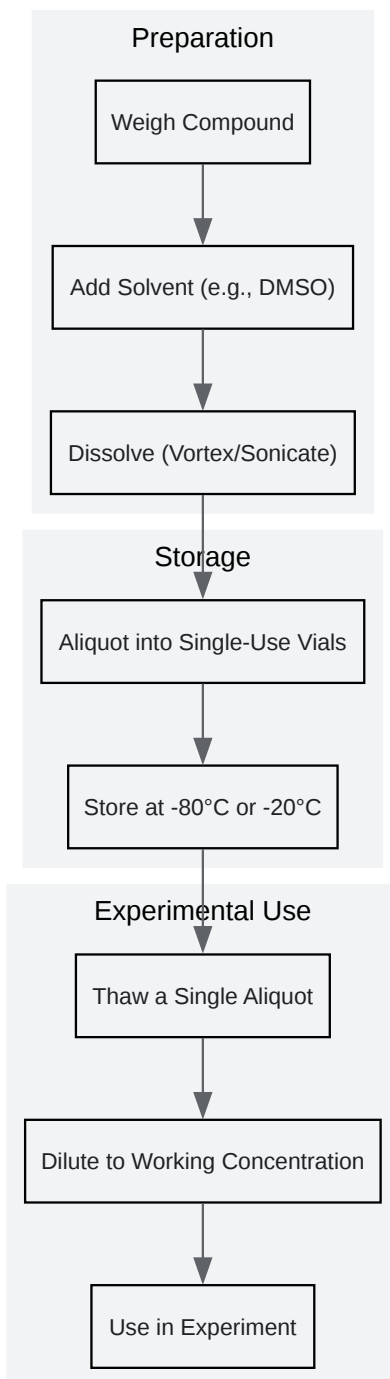 Preparation
Weigh Compound
Add Solvent (e.g., DMSO)
Dissolve (Vortex/Sonicate)
Storage
Aliquot into Single-Use Vials
Store at -80°C or -20°C
Experimental Use
Thaw a Single Aliquot
Dilute to Working Concentration
Use in Experiment